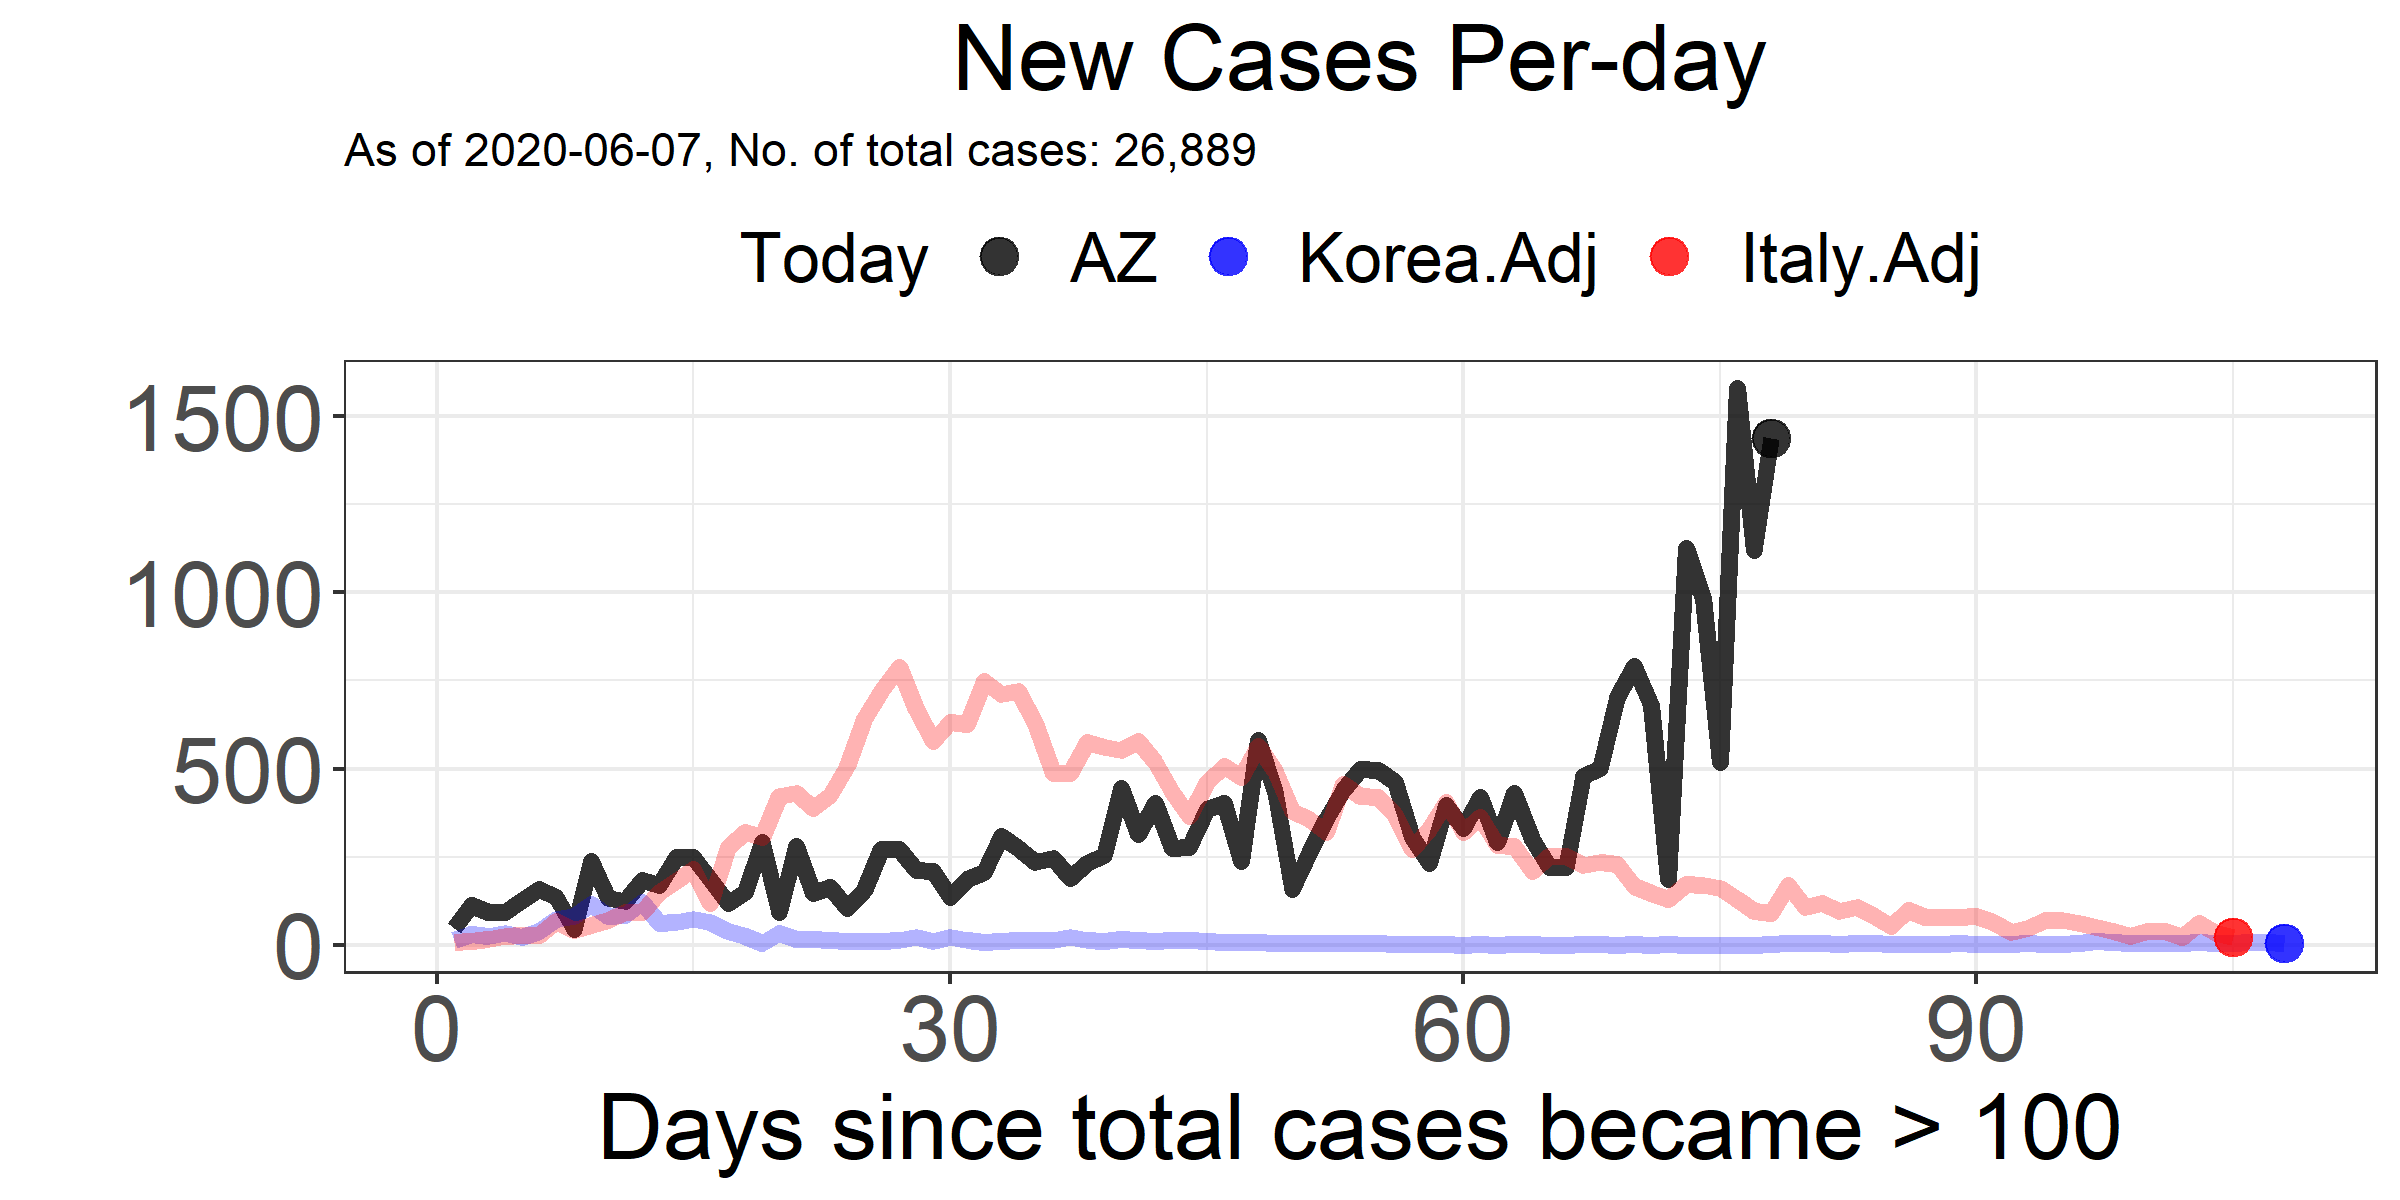 New Cases Per-day
As of 2020-06-07, No. of total cases: 26,889
Today AZ Korea.Adj Italy.Adj
1500
1000
500
0
0 30 60 90
Days since total cases became > 100